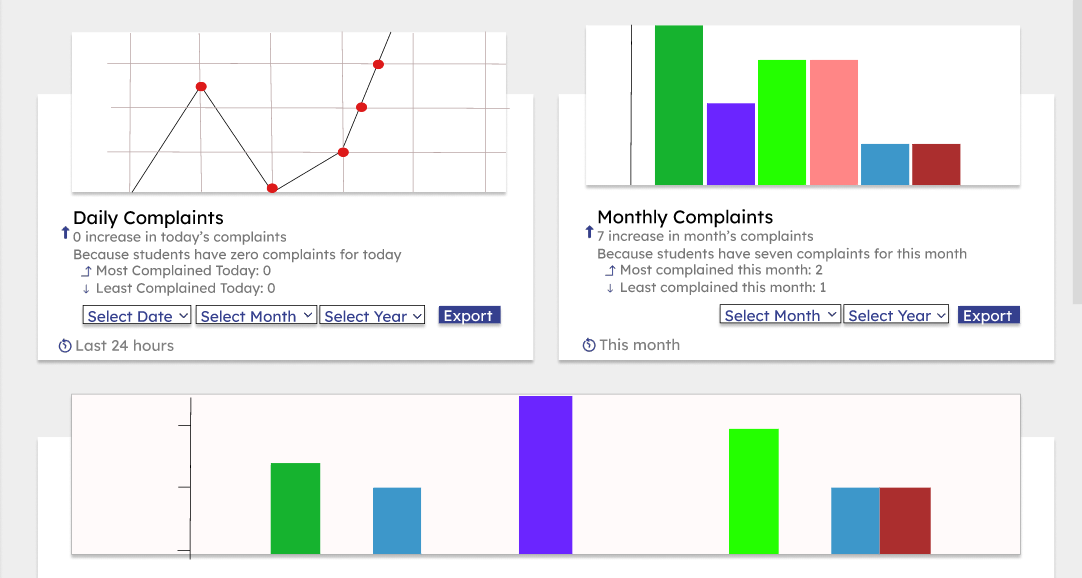 Daily Complaints
0 increase in today's complaints
Because students have zero complaints for today
Most Complained Today: 0
Least Complained Today: 0
Select Date
Select Month
Select Year
Export
Last 24 hours
Monthly Complaints
7 increase in month's complaints
Because students have seven complaints for this month
Most complained this month: 2
Least complained this month: 1
Select Month
Select Year
Export
This month